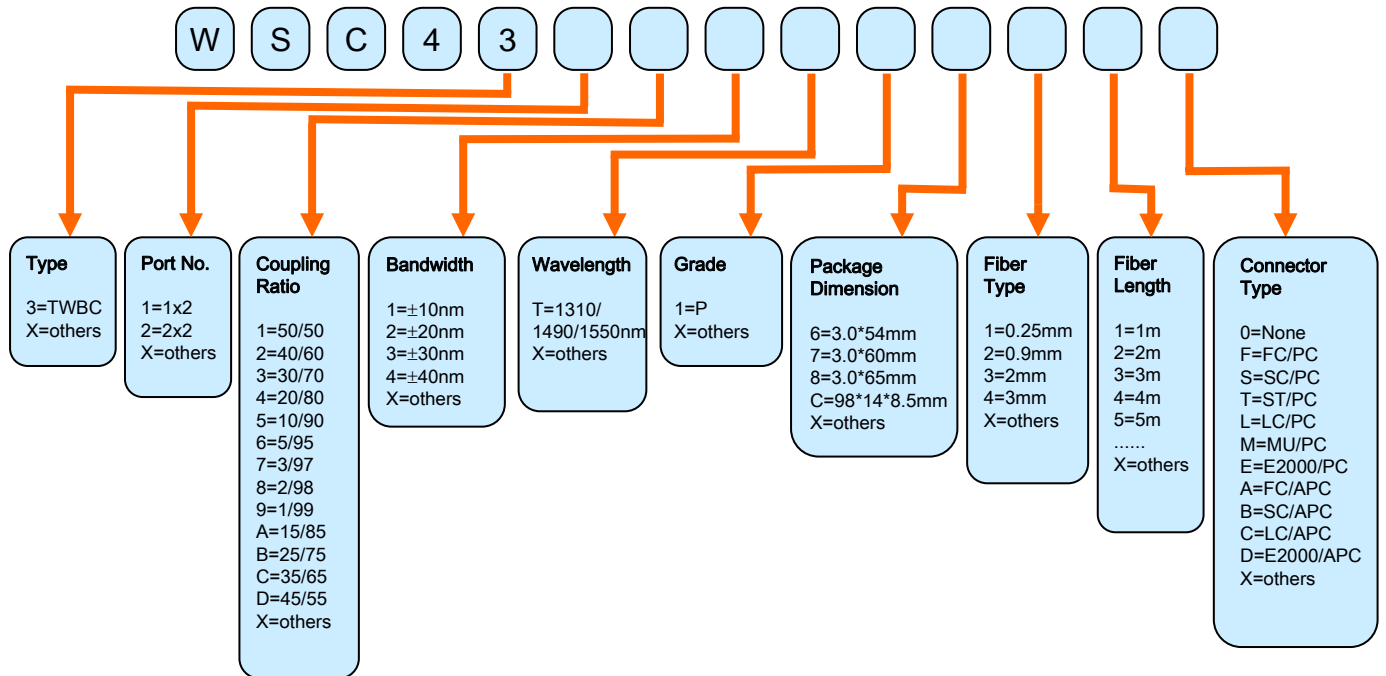 W S C 4 3
Type
3=TWBC
X=others
Port No.
1=1x2
2=2x2
X=others
Coupling
Ratio
1=50/50
2=40/60
3=30/70
4=20/80
5=10/90
6=5/95
7=3/97
8=2/98
9=1/99
A=15/85
B=25/75
C=35/65
D=45/55
X=others
Bandwidth
1=±10nm
2=±20nm
3=±30nm
4=±40nm
X=others
Wavelength
T=1310/
1490/1550nm
X=others
Grade
1=P
X=others
Package
Dimension
6=3.0*54mm
7=3.0*60mm
8=3.0*65mm
C=98*14*8.5mm
X=others
Fiber
Type
1=0.25mm
2=0.9mm
3=2mm
4=3mm
X=others
Fiber
Length
1=1m
2=2m
3=3m
4=4m
5=5m
......
X=others
Connector
Type
0=None
F=FC/PC
S=SC/PC
T=ST/PC
L=LC/PC
M=MU/PC
E=E2000/PC
A=FC/APC
B=SC/APC
C=LC/APC
D=E2000/APC
X=others